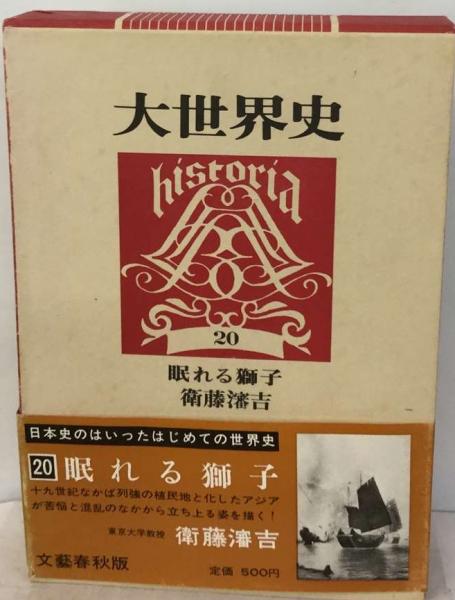 大世界史
historia
20
眠れる獅子
衛藤瀋吉
日本史のはいったはじめての世界史
20 眠れる獅子
十九世紀なかば列強の植民地と化したアジア
が苦悩と混乱のなかから立ち上る姿を描く!
東京大学教授 衛藤瀋吉
文藝春秋版 定価 500円